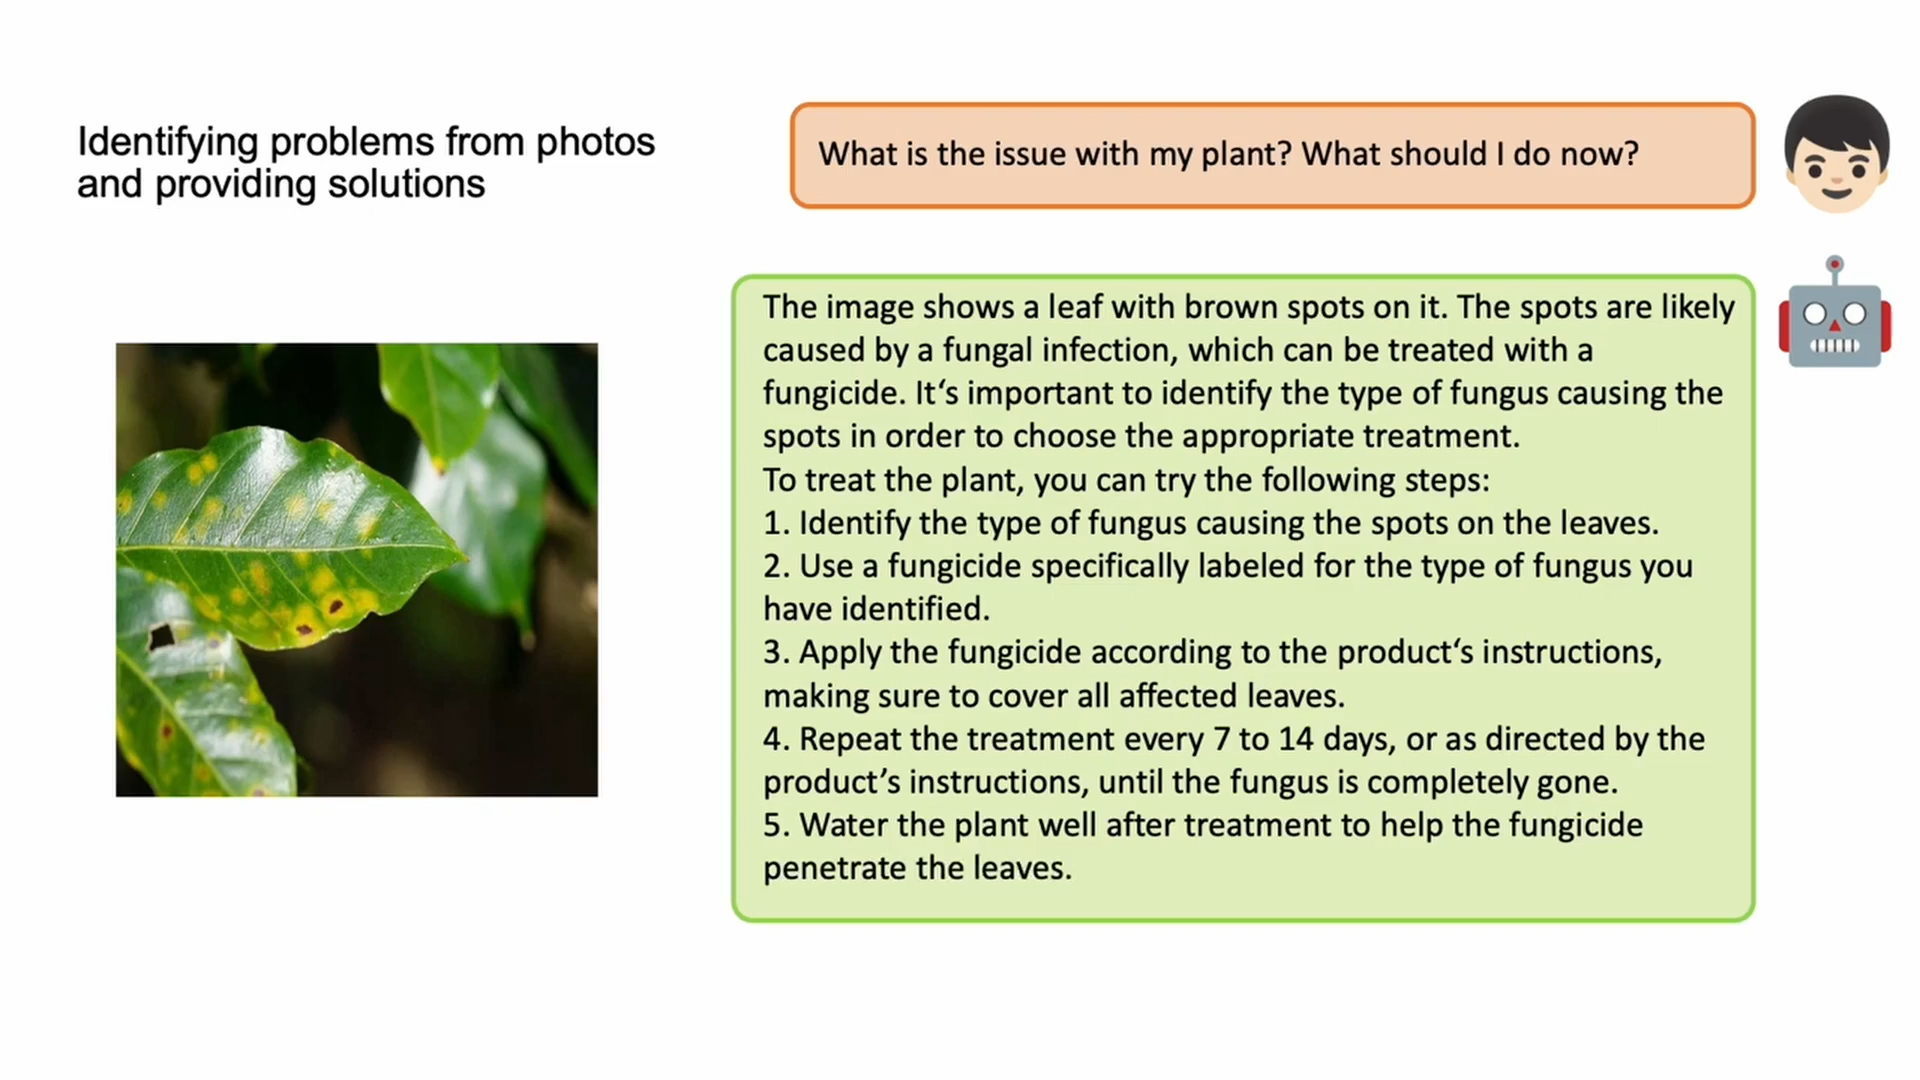 Identifying problems from photos
and providing solutions
What is the issue with my plant? What should I do now?
The image shows a leaf with brown spots on it. The spots are likely
caused by a fungal infection, which can be treated with a
fungicide. It‘s important to identify the type of fungus causing the
spots in order to choose the appropriate treatment.
To treat the plant, you can try the following steps:
1. Identify the type of fungus causing the spots on the leaves.
2. Use a fungicide specifically labeled for the type of fungus you
have identified.
3. Apply the fungicide according to the product‘s instructions,
making sure to cover all affected leaves.
4. Repeat the treatment every 7 to 14 days, or as directed by the
product’s instructions, until the fungus is completely gone.
5. Water the plant well after treatment to help the fungicide
penetrate the leaves.